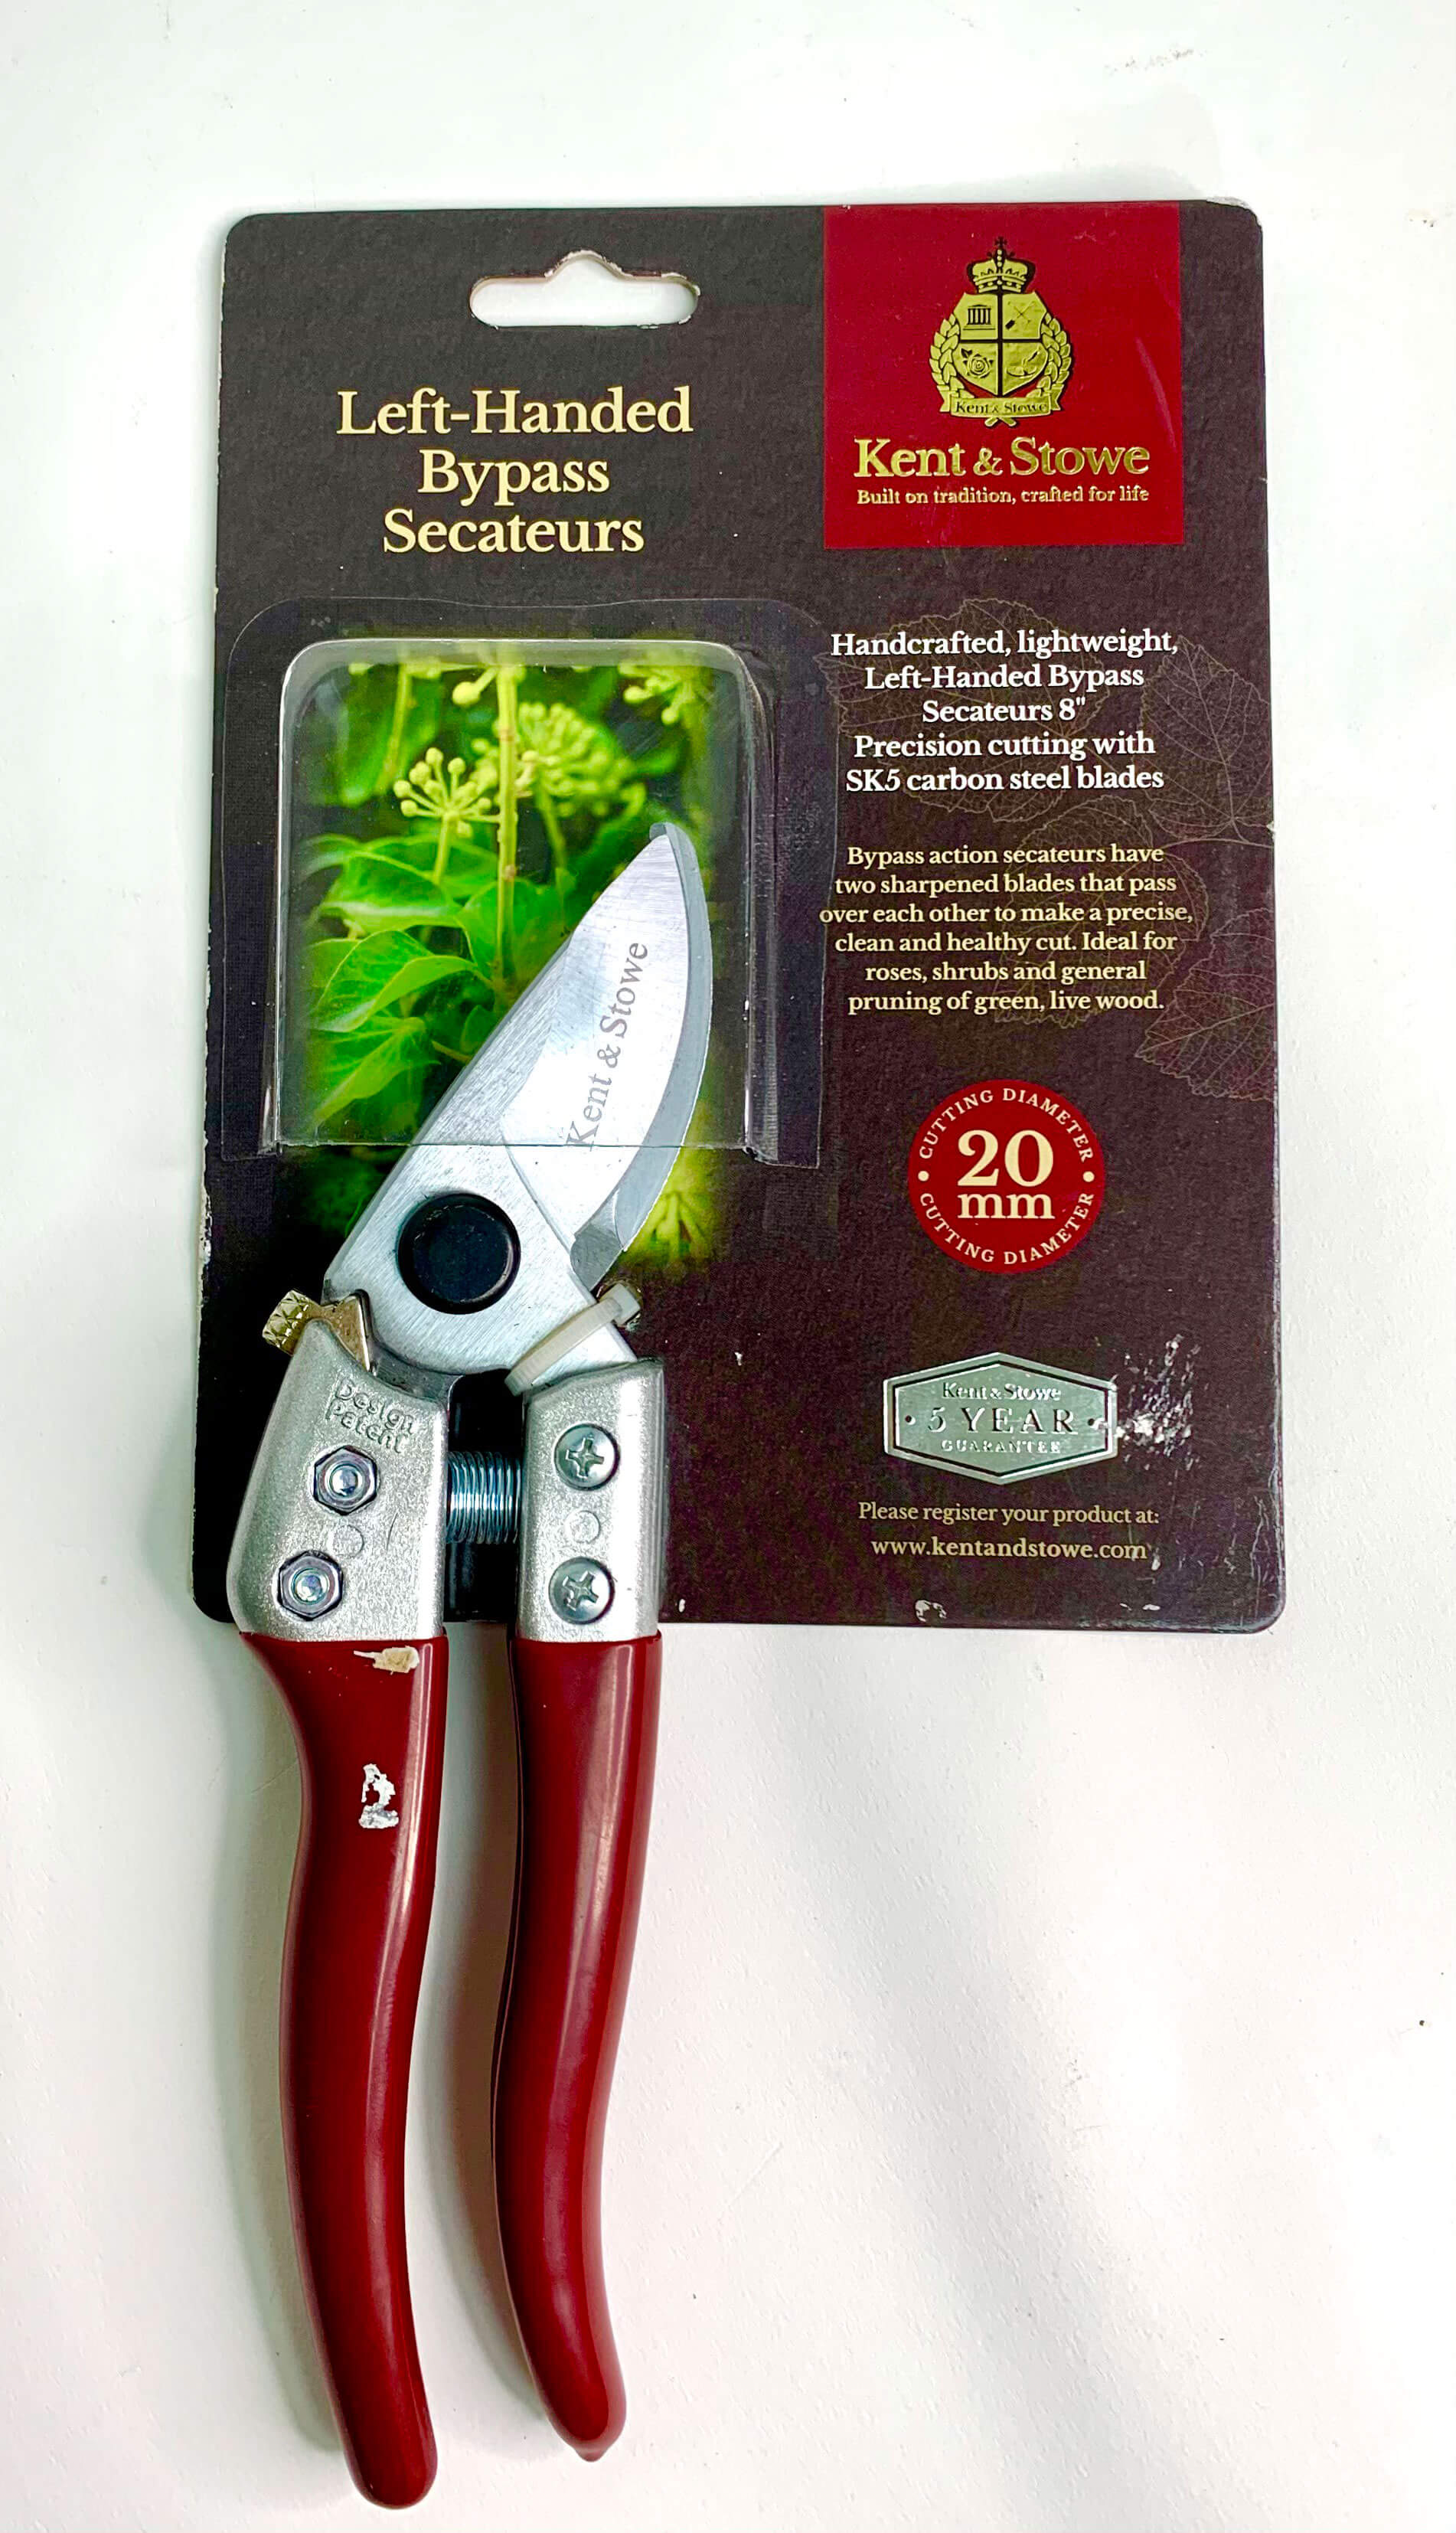 Left-Handed
Bypass
Secateurs
Kent & Stowe
Kent & Stowe
Built on tradition, crafted for life
Handcrafted, lightweight,
Left-Handed Bypass
Secateurs 8"
Precision cutting with
SK5 carbon steel blades
Bypass action secateurs have
two sharpened blades that pass
over each other to make a precise,
clean and healthy cut. Ideal for
roses, shrubs and general
pruning of green, live wood.
Kent & Stowe
CUTTING DIAMETER
20
mm
CUTTING DIAMETER
Design
Patent
Kent & Stowe
5 YEAR
GUARANTEE
Please register your product at:
www.kentandstowe.com